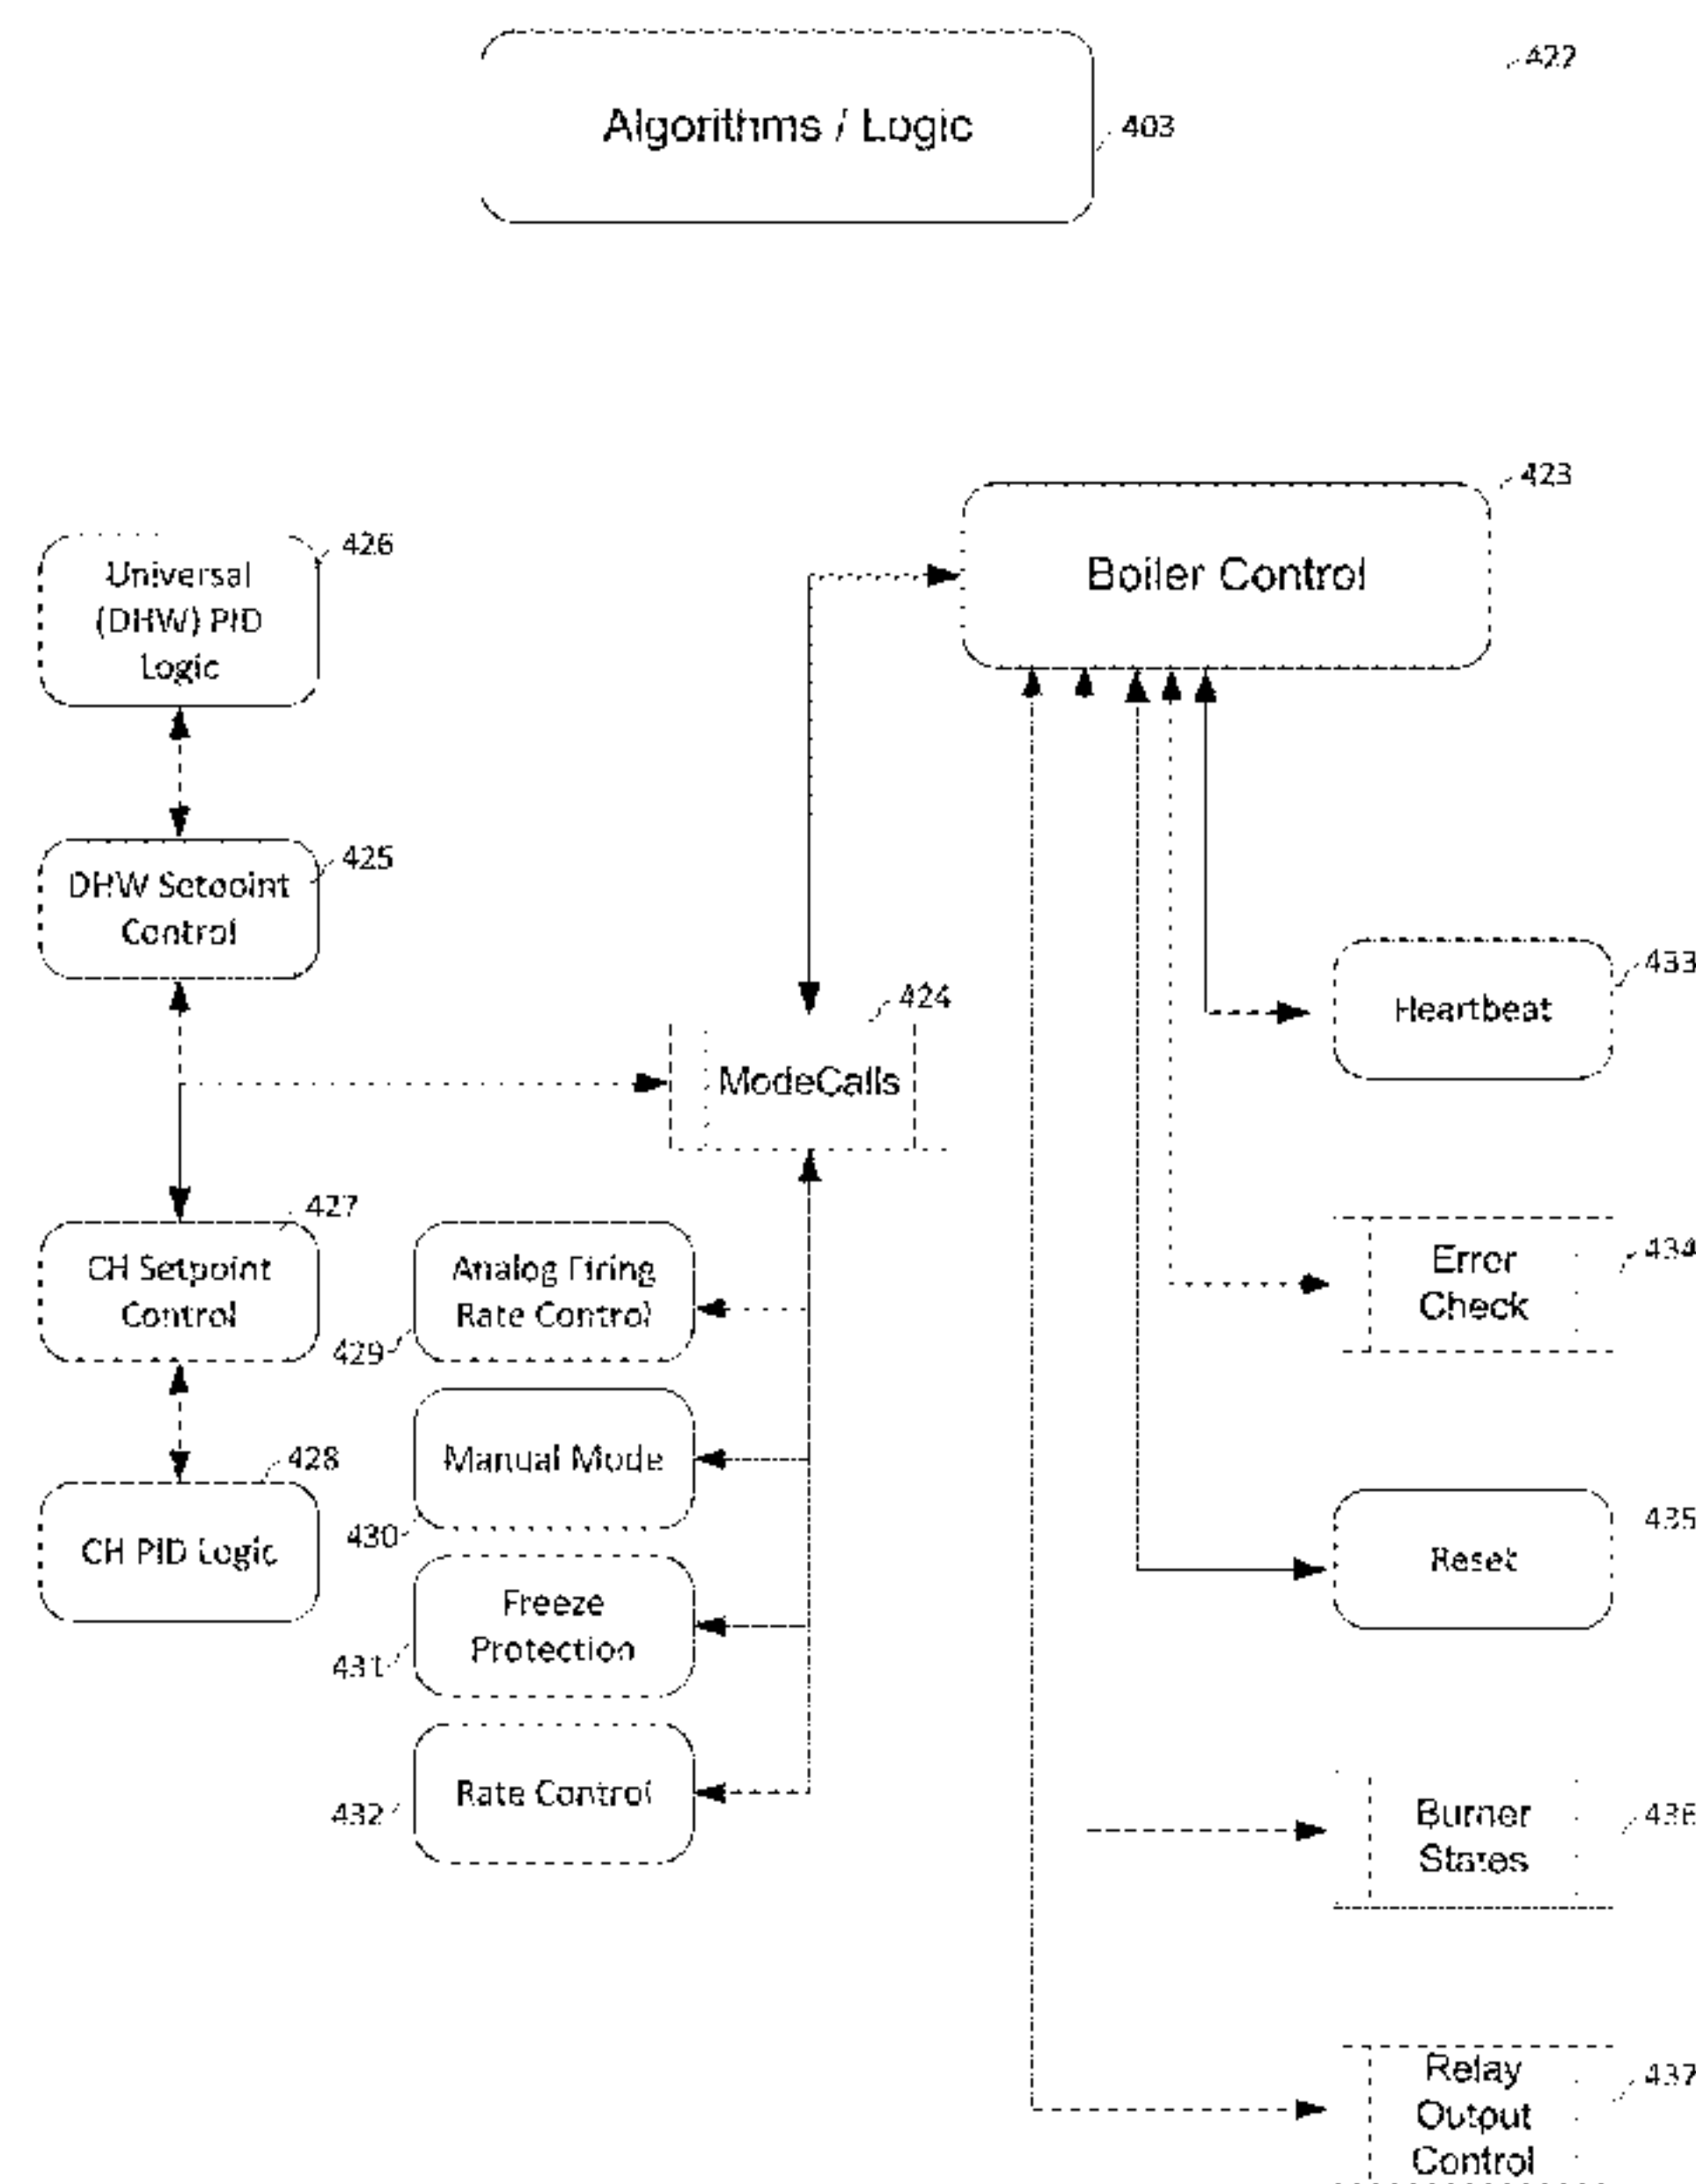 422
Algorithms / Logic
403
423
Boiler Control
426
Universal
(DHW) PID
Logic
425
DHW Setpoint
Control
433
Heartbeat
424
ModeCalls
427
CH Setpoint
Control
Analog Firing
Rate Control
429
434
Error
Check
428
CH PID Logic
Manual Mode
430
435
Reset
Freeze
Protection
431
Rate Control
432
Burner
States
436
Relay
Output
Control
437